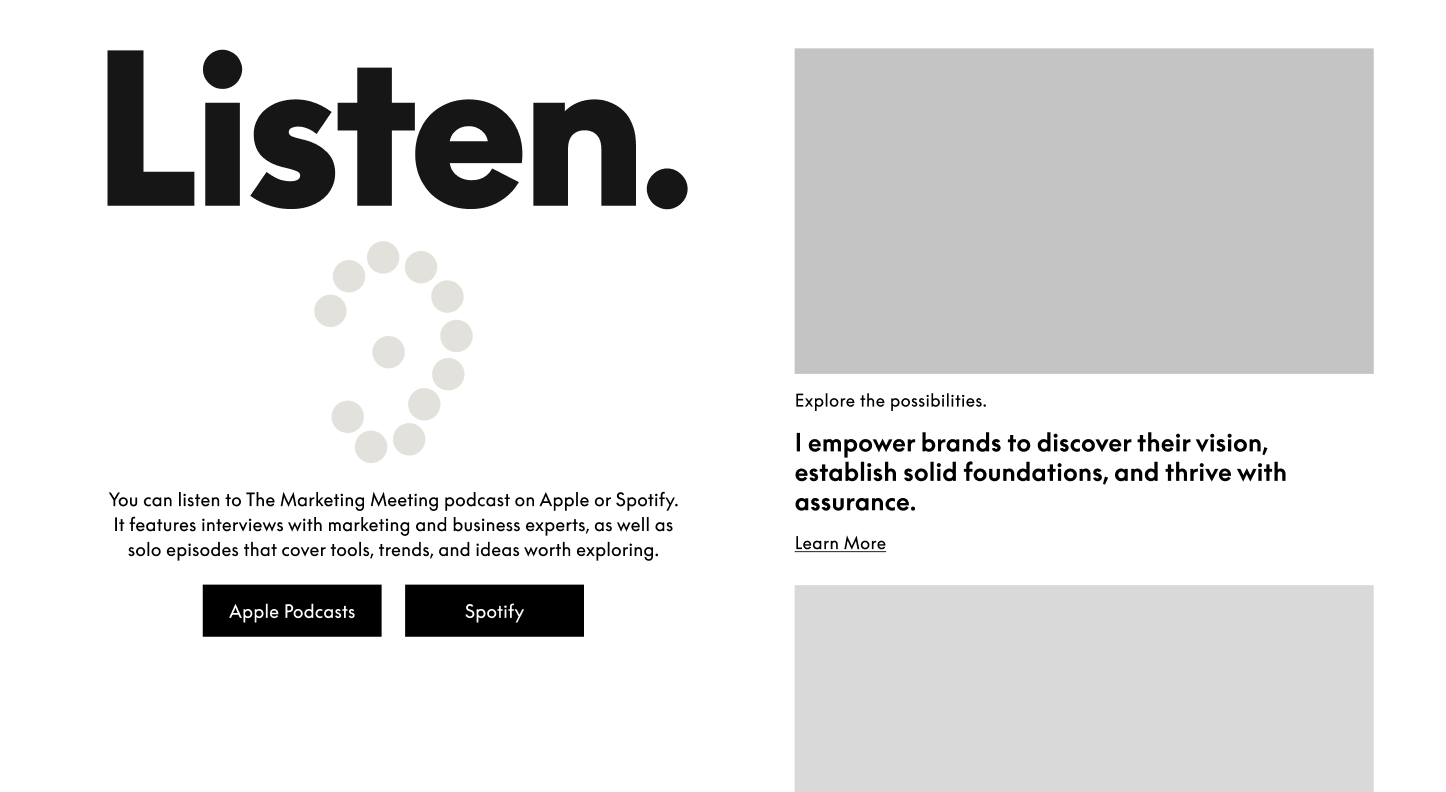 Listen.
You can listen to The Marketing Meeting podcast on Apple or Spotify.
It features interviews with marketing and business experts, as well as
solo episodes that cover tools, trends, and ideas worth exploring.
Apple Podcasts
Spotify
Explore the possibilities.
I empower brands to discover their vision,
establish solid foundations, and thrive with
assurance.
Learn More